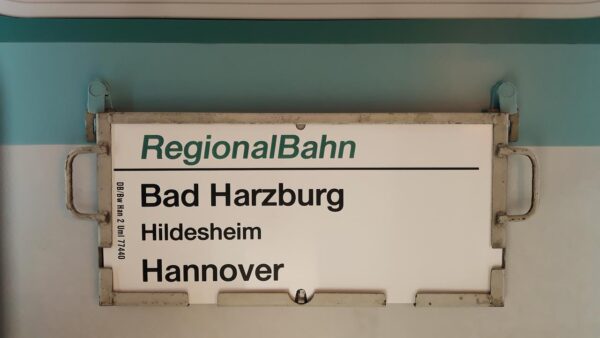 RegionalBahn
Bad Harzburg
Hildesheim
Hannover
DB/Bw Han 2 Uml 77440